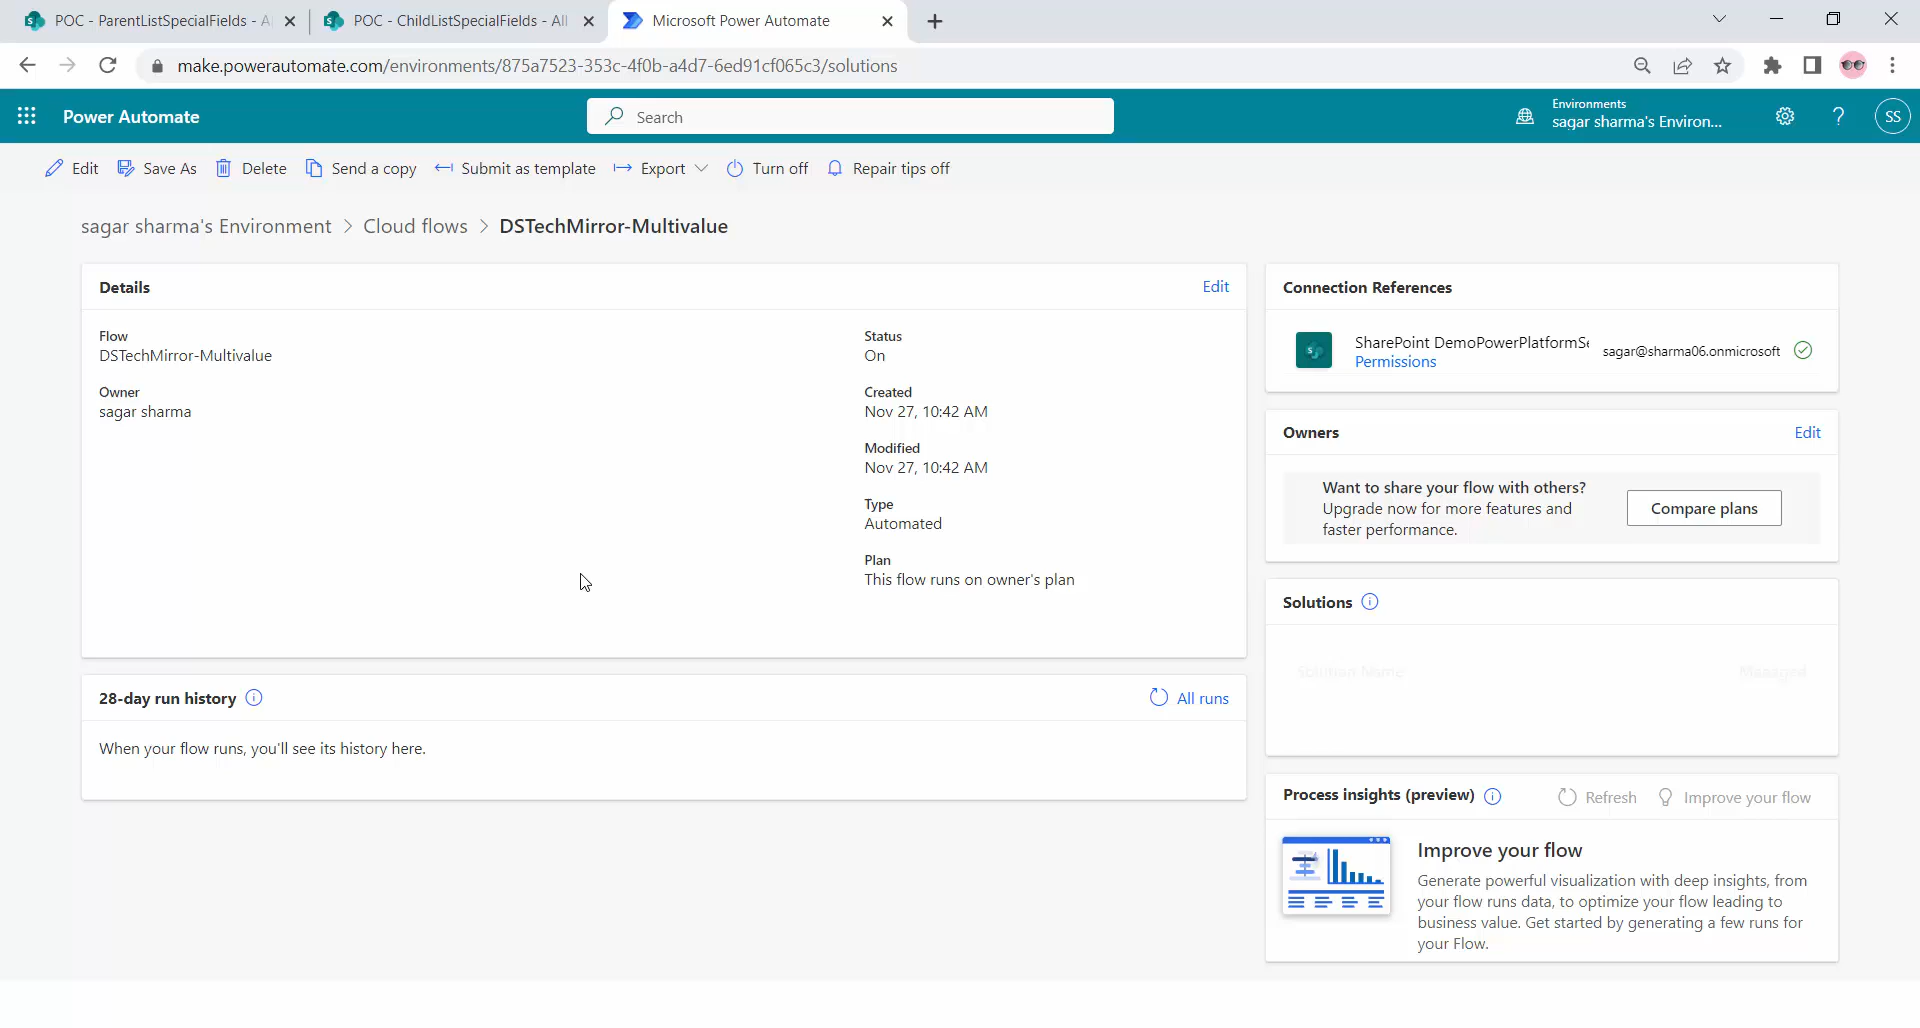 POC - ParentListSpecialFields - A
POC - ChildListSpecialFields - All
Microsoft Power Automate
make.powerautomate.com/environments/875a7523-353c-4f0b-a4d7-6ed91cf065c3/solutions
Power Automate
Search
Environments
sagar sharma's Environ...
?
SS
Edit
Save As
Delete
Send a copy
Submit as template
Export
Turn off
Repair tips off
sagar sharma's Environment > Cloud flows > DSTechMirror-Multivalue
Details
Edit
Flow
DSTechMirror-Multivalue
Owner
sagar sharma
Status
On
Created
Nov 27, 10:42 AM
Modified
Nov 27, 10:42 AM
Type
Automated
Plan
This flow runs on owner's plan
28-day run history
All runs
When your flow runs, you'll see its history here.
Connection References
SharePoint DemoPowerPlatformSe
Permissions
sagar@sharma06.onmicrosoft
Owners
Edit
Want to share your flow with others?
Upgrade now for more features and
faster performance.
Compare plans
Solutions
Solution Name
Managed
Process insights (preview)
Refresh
Improve your flow
Improve your flow
Generate powerful visualization with deep insights, from
your flow runs data, to optimize your flow leading to
business value. Get started by generating a few runs for
your Flow.